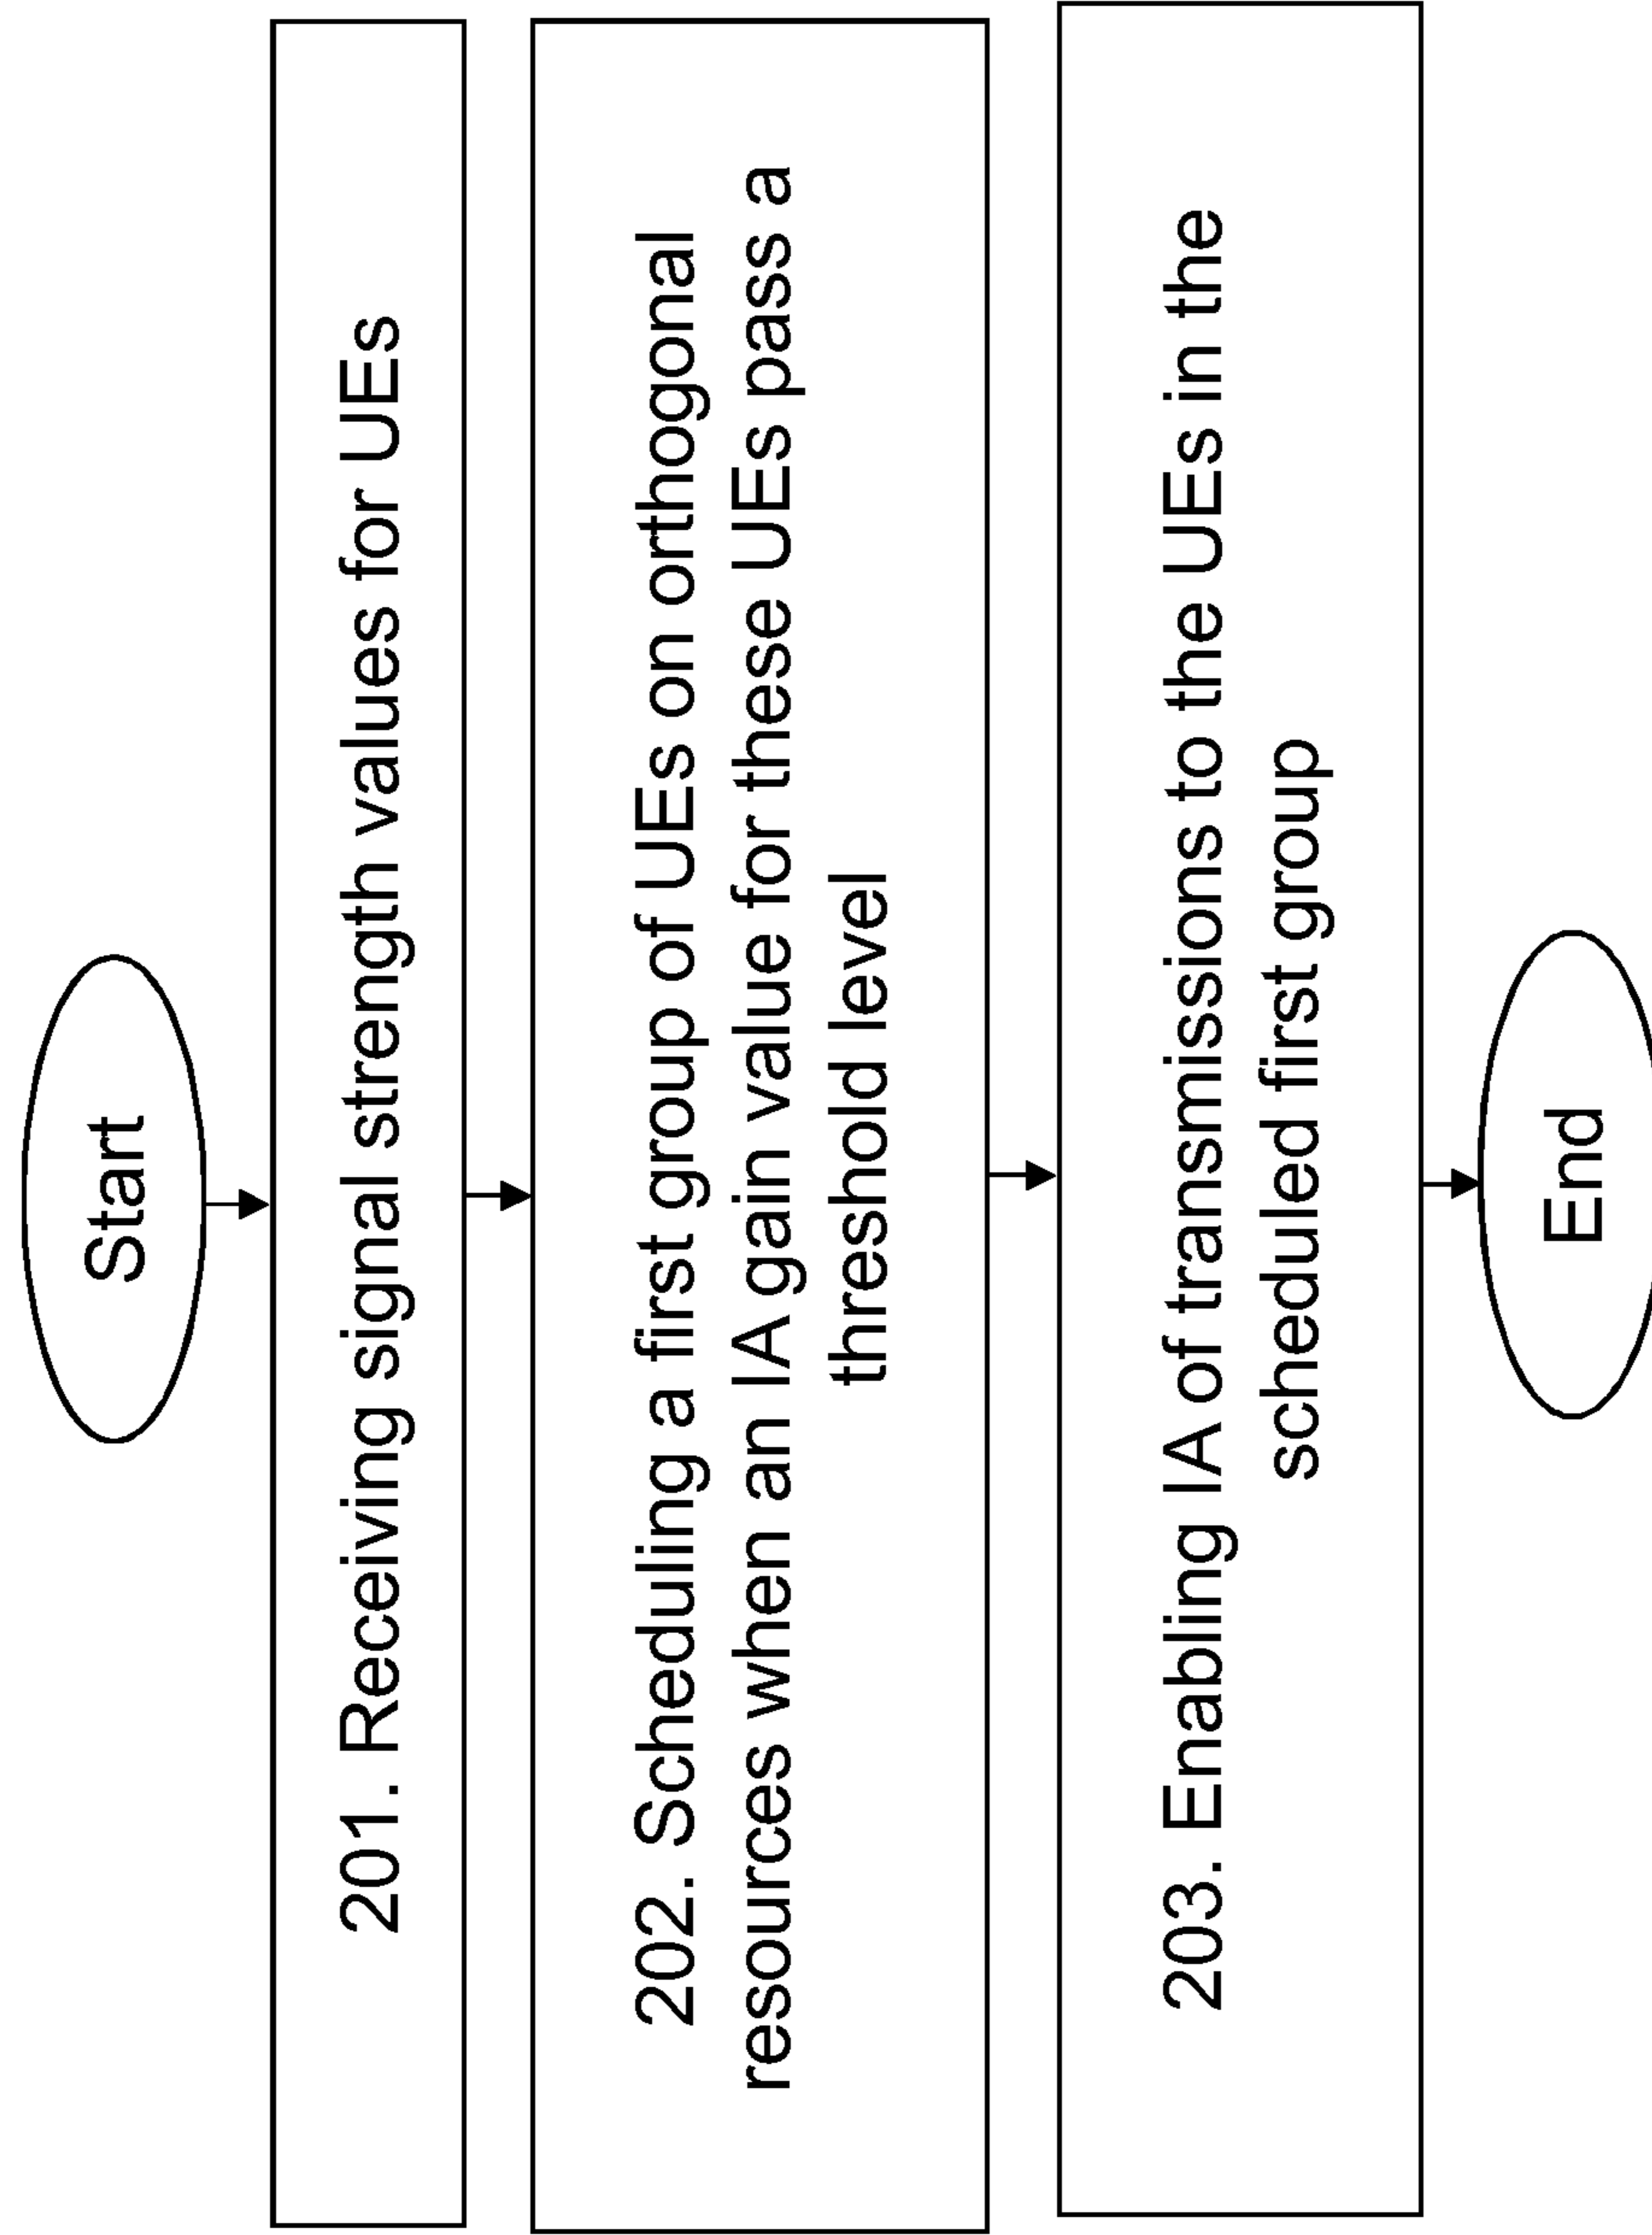 Start
201. Receiving signal strength values for UEs
202. Scheduling a first group of UEs on orthogonal
resources when an IA gain value for these UEs pass a
threshold level
203. Enabling IA of transmissions to the UEs in the
scheduled first group
End